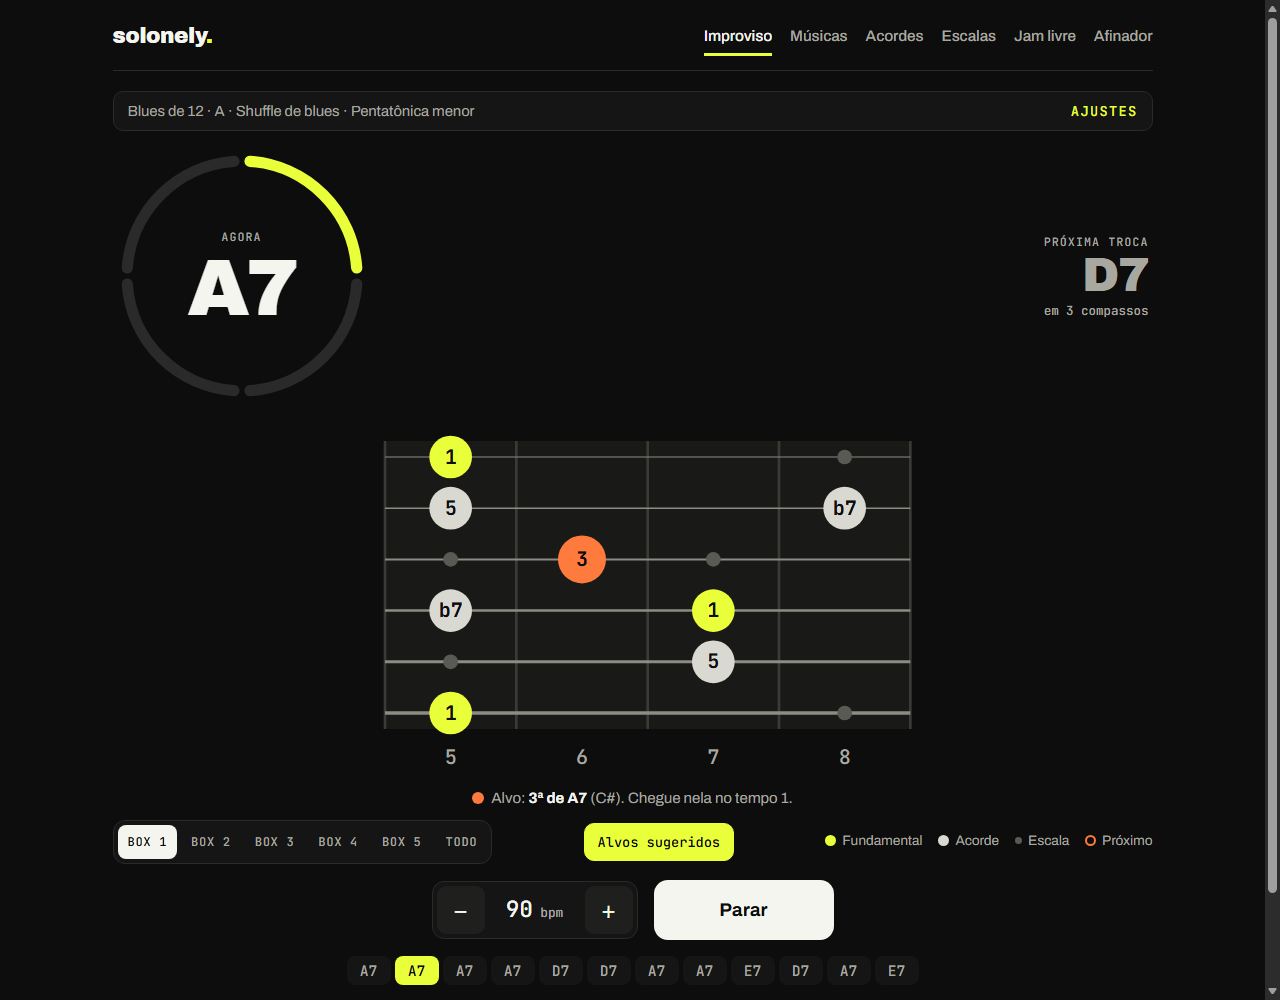 solonely.
Improviso Músicas Acordes Escalas Jam livre Afinador
Blues de 12 · A · Shuffle de blues · Pentatônica menor AJUSTES
AGORA
A7
PRÓXIMA TROCA
D7
em 3 compassos
1
5 b7
3
b7 1
5
1
5 6 7 8
Alvo: 3ª de A7 (C#). Chegue nela no tempo 1.
BOX 1 BOX 2 BOX 3 BOX 4 BOX 5 TODO Alvos sugeridos Fundamental Acorde Escala Próximo
− 90 bpm + Parar
A7 A7 A7 A7 D7 D7 A7 A7 E7 D7 A7 E7